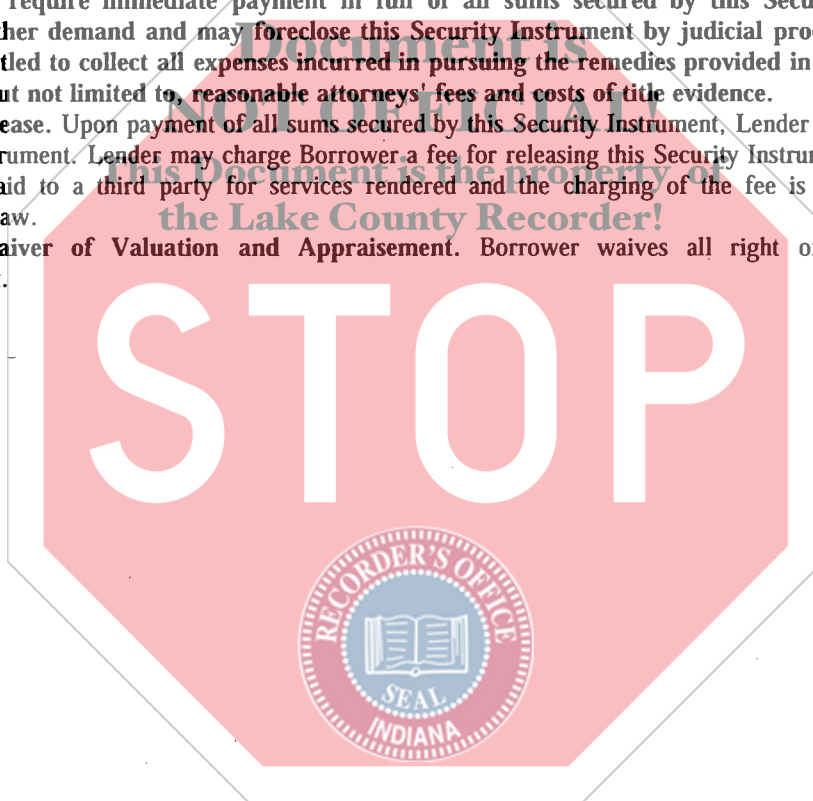 require immediate payment in full of all sums secured by this Secu
her demand and may foreclose this Security Instrument by judicial pro
tled to collect all expenses incurred in pursuing the remedies provided in
ut not limited to, reasonable attorneys' fees and costs of title evidence.
ease. Upon payment of all sums secured by this Security Instrument, Lender
rument. Lender may charge Borrower a fee for releasing this Security Instru
aid to a third party for services rendered and the charging of the fee is
aw.
aiver of Valuation and Appraisement. Borrower waives all right o
Document is
NOT OFFICIAL!
This Document is the property of
the Lake County Recorder!
STOP
RECORDER'S OFFICE
SEAL
INDIANA